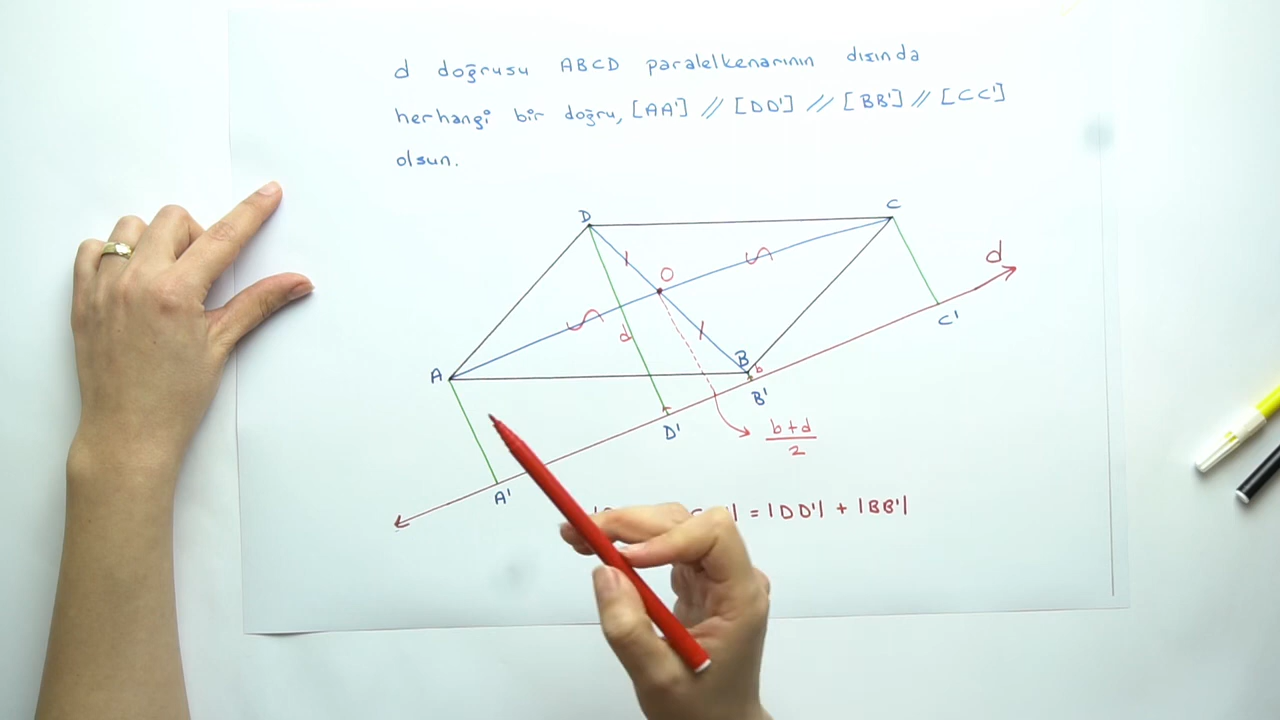 d doğrusu ABCD paralelkenarının dışında
herhangi bir doğru, [AA'] // [DD'] // [BB'] // [CC']
olsun.
D
C
d
O
d
A
B
b
C'
B'
D'
b+d
2
A'
| = |DD'| + |BB'|